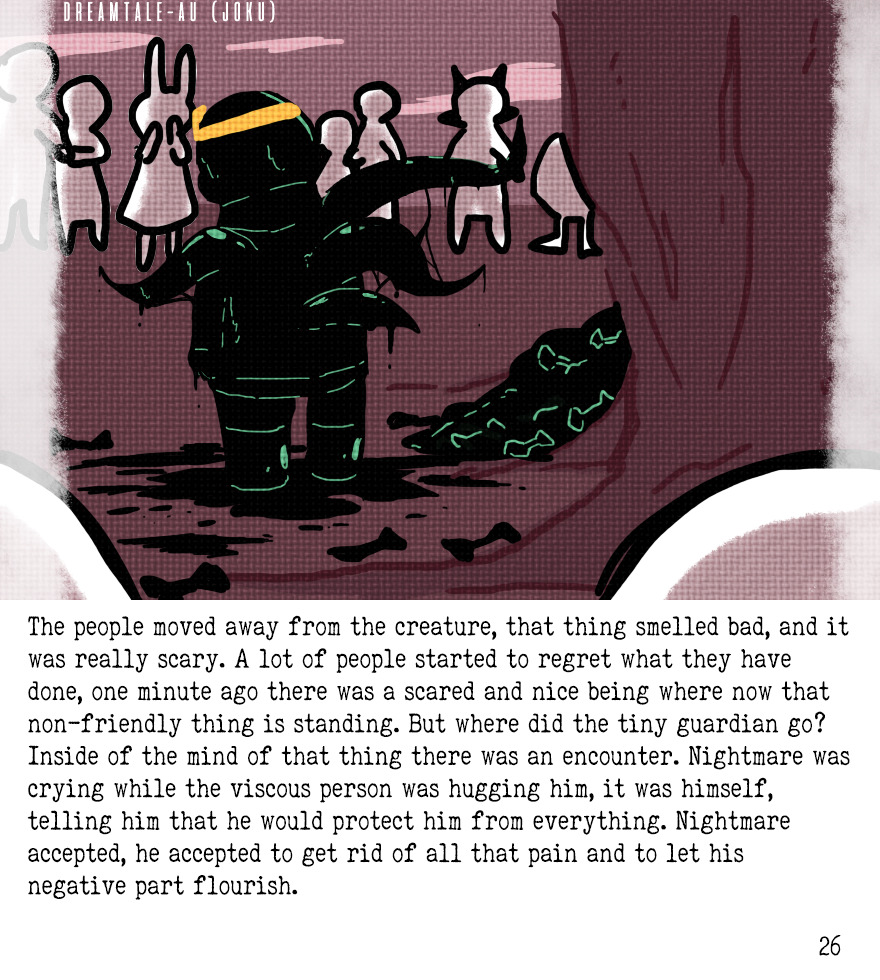 DREAMTALE-AU (JOKU)
The people moved away from the creature, that thing smelled bad, and it
was really scary. A lot of people started to regret what they have
done, one minute ago there was a scared and nice being where now that
non-friendly thing is standing. But where did the tiny guardian go?
Inside of the mind of that thing there was an encounter. Nightmare was
crying while the viscous person was hugging him, it was himself,
telling him that he would protect him from everything. Nightmare
accepted, he accepted to get rid of all that pain and to let his
negative part flourish.
26